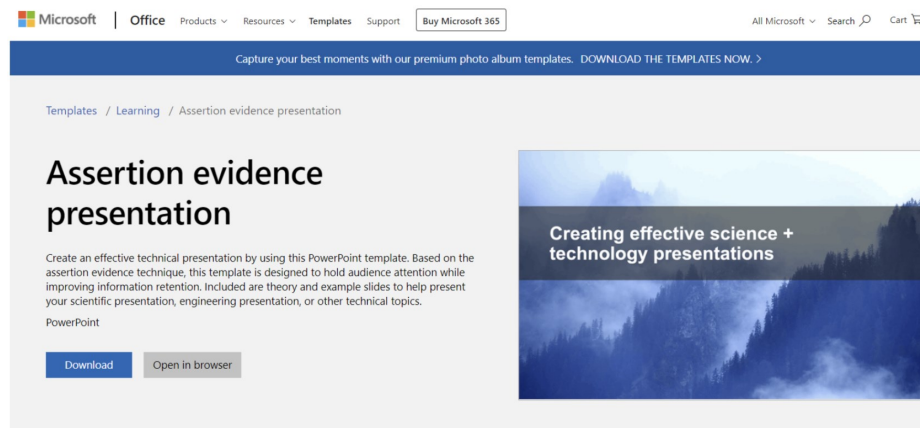 Microsoft Office Products Resources Templates Support Buy Microsoft 365 All Microsoft Search Cart
Capture your best moments with our premium photo album templates. DOWNLOAD THE TEMPLATES NOW. >
Templates / Learning / Assertion evidence presentation
Assertion evidence
presentation
Create an effective technical presentation by using this PowerPoint template. Based on the
assertion evidence technique, this template is designed to hold audience attention while
improving information retention. Included are theory and example slides to help present
your scientific presentation, engineering presentation, or other technical topics.
PowerPoint
Download Open in browser
Creating effective science +
technology presentations